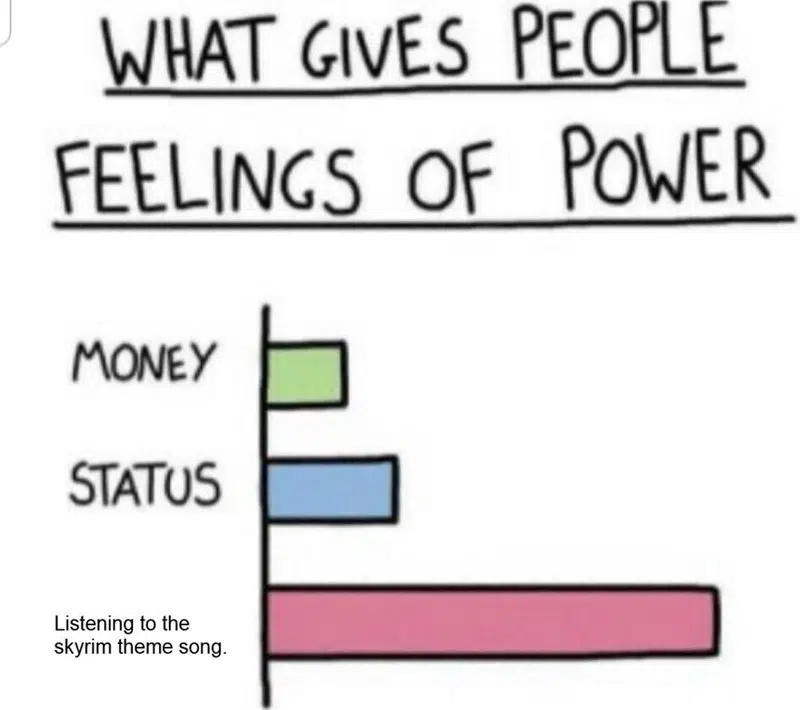 WHAT GIVES PEOPLE
FEELINGS OF POWER
MONEY
STATUS
Listening to the
skyrim theme song.